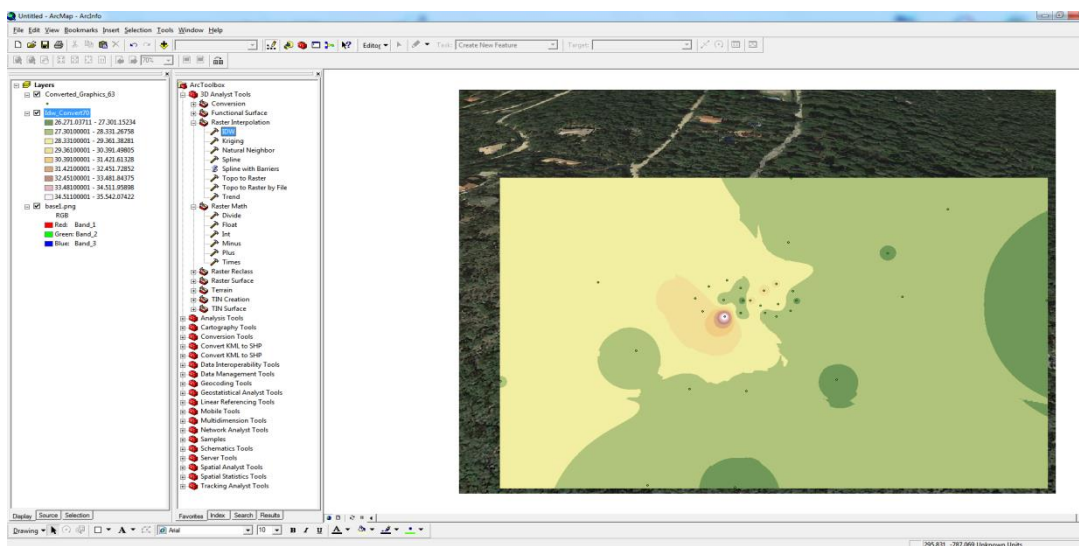 Untitled - ArcMap - ArcInfo
File Edit View Bookmarks Insert Selection Tools Window Help
Editor Task: Create New Feature Target:
70%
Layers
Converted_Graphics_63
Idw_Convert70
26.271.03711 - 27.301.15234
27.30100001 - 28.331.26758
28.33100001 - 29.361.38281
29.36100001 - 30.391.49805
30.39100001 - 31.421.61328
31.42100001 - 32.451.72852
32.45100001 - 33.481.84375
33.48100001 - 34.511.95898
34.51100001 - 35.542.07422
base1.png
RGB
Red: Band_1
Green: Band_2
Blue: Band_3
Display Source Selection
ArcToolbox
3D Analyst Tools
Conversion
Functional Surface
Raster Interpolation
IDW
Kriging
Natural Neighbor
Spline
Spline with Barriers
Topo to Raster
Topo to Raster by File
Trend
Raster Math
Divide
Float
Int
Minus
Plus
Times
Raster Reclass
Raster Surface
Terrain
TIN Creation
TIN Surface
Analysis Tools
Cartography Tools
Conversion Tools
Convert KML to SHP
Convert KML to SHP
Data Interoperability Tools
Data Management Tools
Geocoding Tools
Geostatistical Analyst Tools
Linear Referencing Tools
Mobile Tools
Multidimension Tools
Network Analyst Tools
Samples
Schematics Tools
Server Tools
Spatial Analyst Tools
Spatial Statistics Tools
Tracking Analyst Tools
Favorites Index Search Results
Drawing A Arial 10 B I U A
295.831 -787.069 Unknown Units